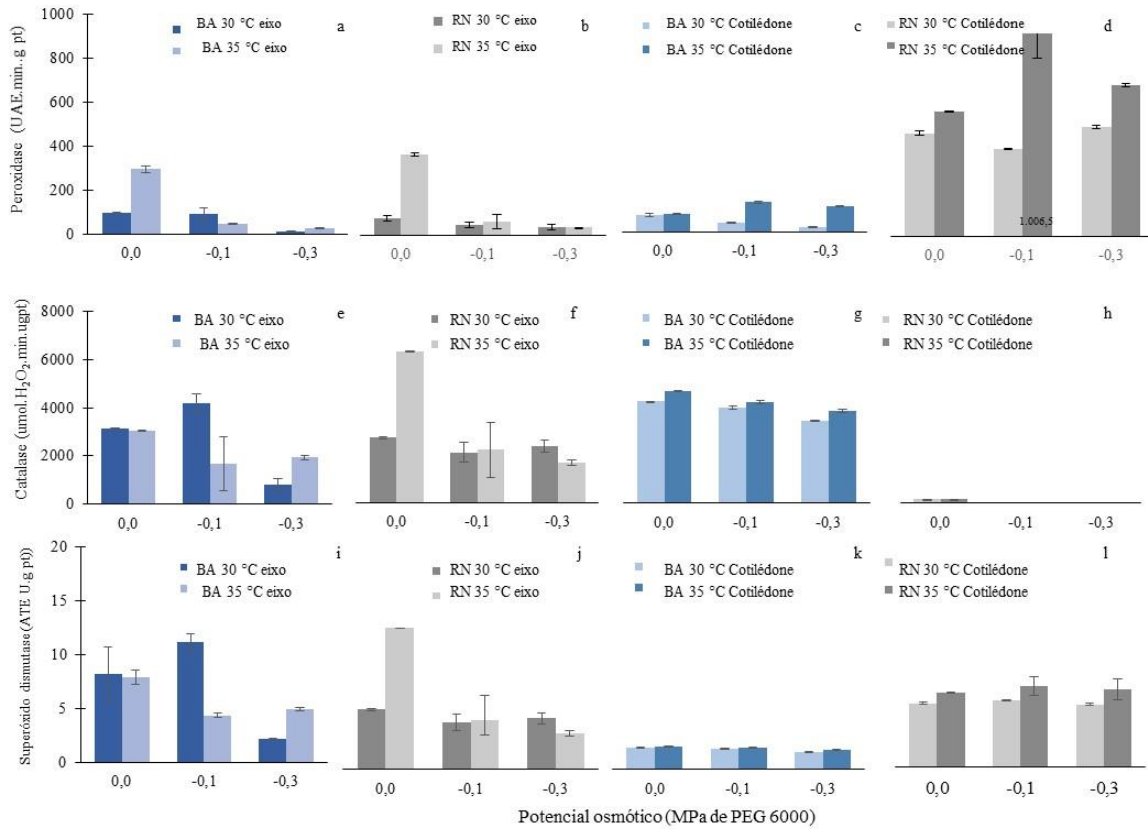 Peroxidase (UAE.min..g pt)
1000
800
600
400
200
0
BA 30 °C eixo
BA 35 °C eixo
a
0,0 -0,1 -0,3
RN 30 °C eixo
RN 35 °C eixo
b
0,0 -0,1 -0,3
BA 30 °C Cotilédone
BA 35 °C Cotilédone
c
0,0 -0,1 -0,3
RN 30 °C Cotilédone
RN 35 °C Cotilédone
d
1.006,5
0,0 -0,1 -0,3
Catalase (umol.H₂O₂.min.ugpt)
8000
6000
4000
2000
0
BA 30 °C eixo
BA 35 °C eixo
e
0,0 -0,1 -0,3
RN 30 °C eixo
RN 35 °C eixo
f
0,0 -0,1 -0,3
BA 30 °C Cotilédone
BA 35 °C Cotilédone
g
0,0 -0,1 -0,3
RN 30 °C Cotilédone
RN 35 °C Cotilédone
h
0,0 -0,1 -0,3
Superóxido dismutase (ATE U.g pt))
20
15
10
5
0
BA 30 °C eixo
BA 35 °C eixo
i
0,0 -0,1 -0,3
RN 30 °C eixo
RN 35 °C eixo
j
0,0 -0,1 -0,3
BA 30 °C Cotilédone
BA 35 °C Cotilédone
k
0,0 -0,1 -0,3
RN 30 °C Cotilédone
RN 35 °C Cotilédone
l
0,0 -0,1 -0,3
Potencial osmótico (MPa de PEG 6000)